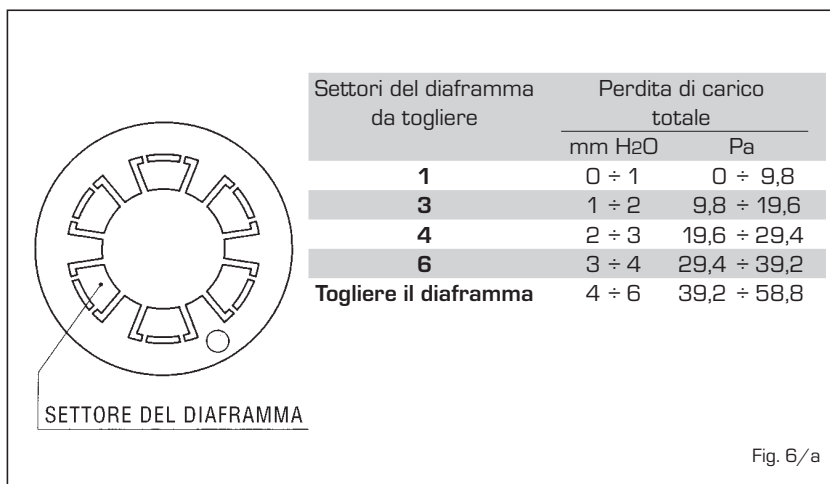 Settori del diaframma Perdita di carico
da togliere totale
mm H2O Pa
1 0 ÷ 1 0 ÷ 9,8
3 1 ÷ 2 9,8 ÷ 19,6
4 2 ÷ 3 19,6 ÷ 29,4
6 3 ÷ 4 29,4 ÷ 39,2
Togliere il diaframma 4 ÷ 6 39,2 ÷ 58,8
SETTORE DEL DIAFRAMMA
Fig. 6/a